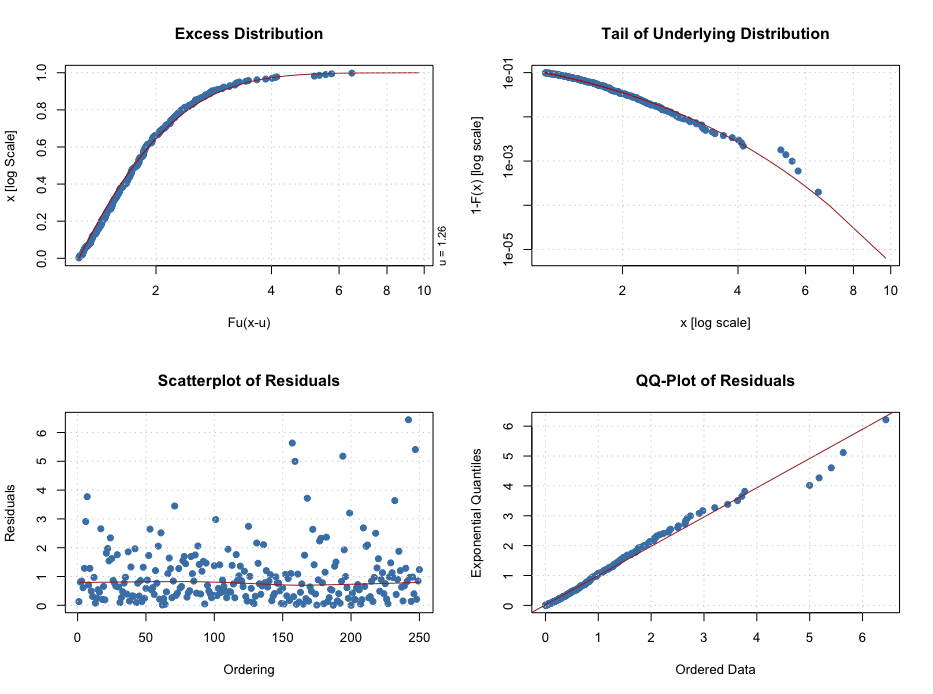 Excess Distribution
x [log Scale]
0.0 0.2 0.4 0.6 0.8 1.0
2 4 6 8 10
Fu(x-u)
u = 1.26
Tail of Underlying Distribution
1-F(x) [log scale]
1e-05 1e-03 1e-01
2 4 6 8 10
x [log scale]
Scatterplot of Residuals
Residuals
0 1 2 3 4 5 6
0 50 100 150 200 250
Ordering
QQ-Plot of Residuals
Exponential Quantiles
0 1 2 3 4 5 6
0 1 2 3 4 5 6
Ordered Data